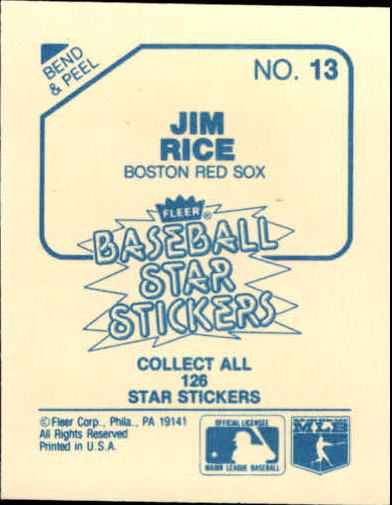 BEND
& PEEL
NO. 13
JIM
RICE
BOSTON RED SOX
FLEER®
BASEBALL
STAR
STICKERS
COLLECT ALL
126
STAR STICKERS
© Fleer Corp., Phila., PA 19141
All Rights Reserved
Printed in U.S.A.
OFFICIAL LICENSEE
MAJOR LEAGUE BASEBALL
MLB